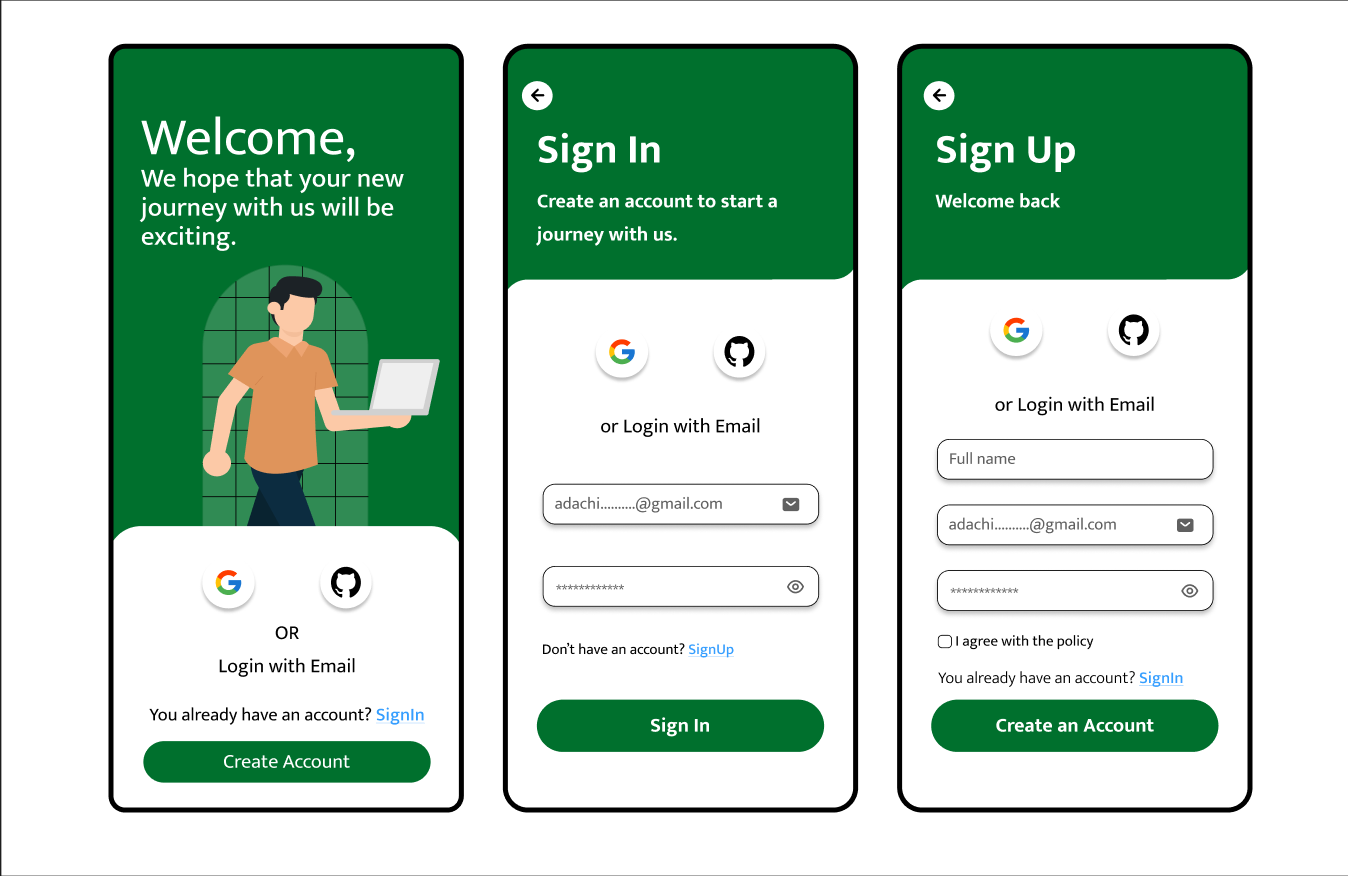 Welcome,
We hope that your new
journey with us will be
exciting.
OR
Login with Email
You already have an account? SignIn
Create Account
Sign In
Create an account to start a
journey with us.
or Login with Email
adachi..........@gmail.com
************
Don’t have an account? SignUp
Sign In
Sign Up
Welcome back
or Login with Email
Full name
adachi..........@gmail.com
************
I agree with the policy
You already have an account? SignIn
Create an Account